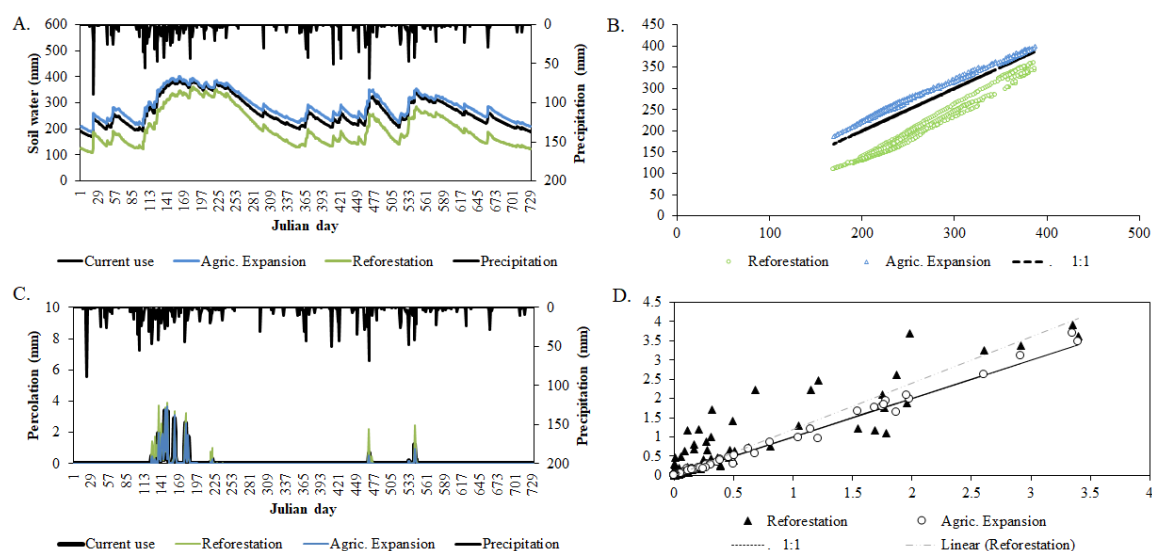 A.
600
500
400
300
200
100
0
Soil water (mm)
0
50
100
150
200
Precipitation (mm)
1 29 57 85 113 141 169 197 225 253 281 309 337 365 393 421 449 477 505 533 561 589 617 645 673 701 729
Julian day
Current use Agric. Expansion Reforestation Precipitation
B.
450
400
350
300
250
200
150
100
50
0
0 100 200 300 400 500
Reforestation Agric. Expansion . 1:1
C.
10
8
6
4
2
0
Percolation (mm)
0
50
100
150
200
Precipitation (mm)
1 29 57 85 113 141 169 197 225 253 281 309 337 365 393 421 449 477 505 533 561 589 617 645 673 701 729
Julian day
Current use Reforestation Agric. Expansion Precipitation
D.
4.5
4
3.5
3
2.5
2
1.5
1
0.5
0
0 0.5 1 1.5 2 2.5 3 3.5 4
Reforestation Agric. Expansion
. 1:1 Linear (Reforestation)